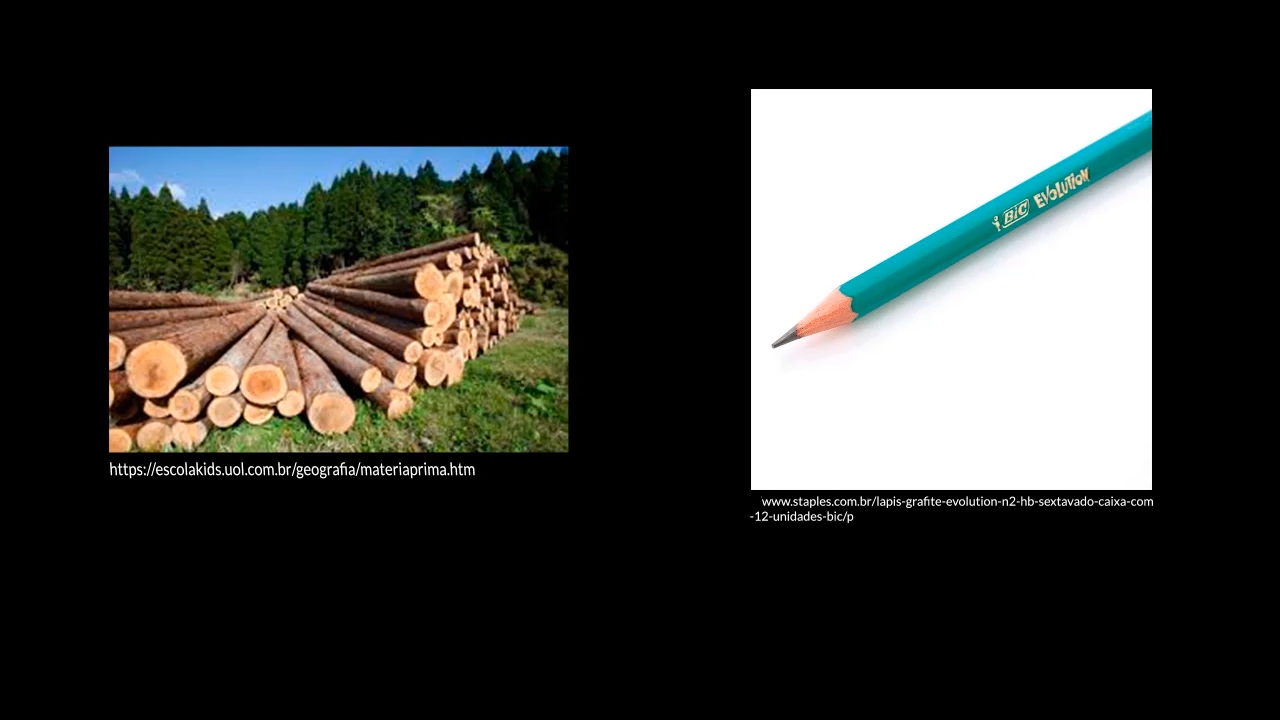 BIC EVOLUTION
https://escolakids.uol.com.br/geografia/materiaprima.htm
www.staples.com.br/lapis-grafite-evolution-n2-hb-sextavado-caixa-com
-12-unidades-bic/p